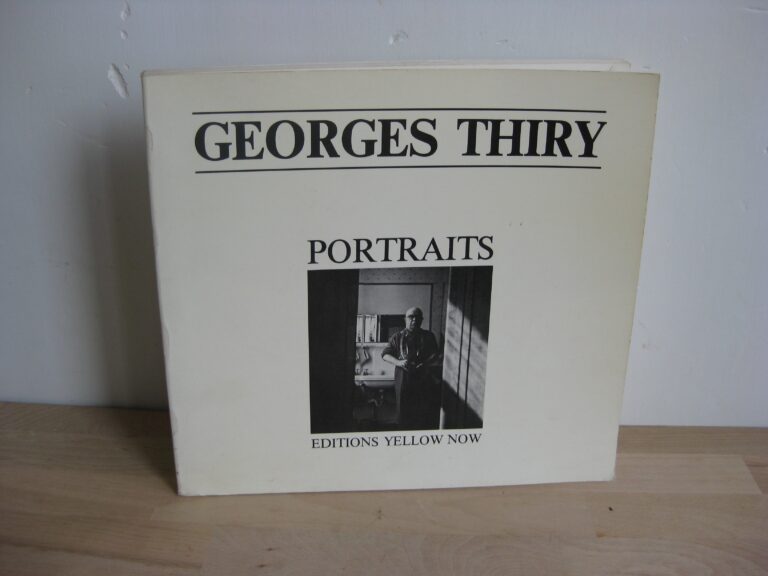 GEORGES THIRY
PORTRAITS
EDITIONS YELLOW NOW